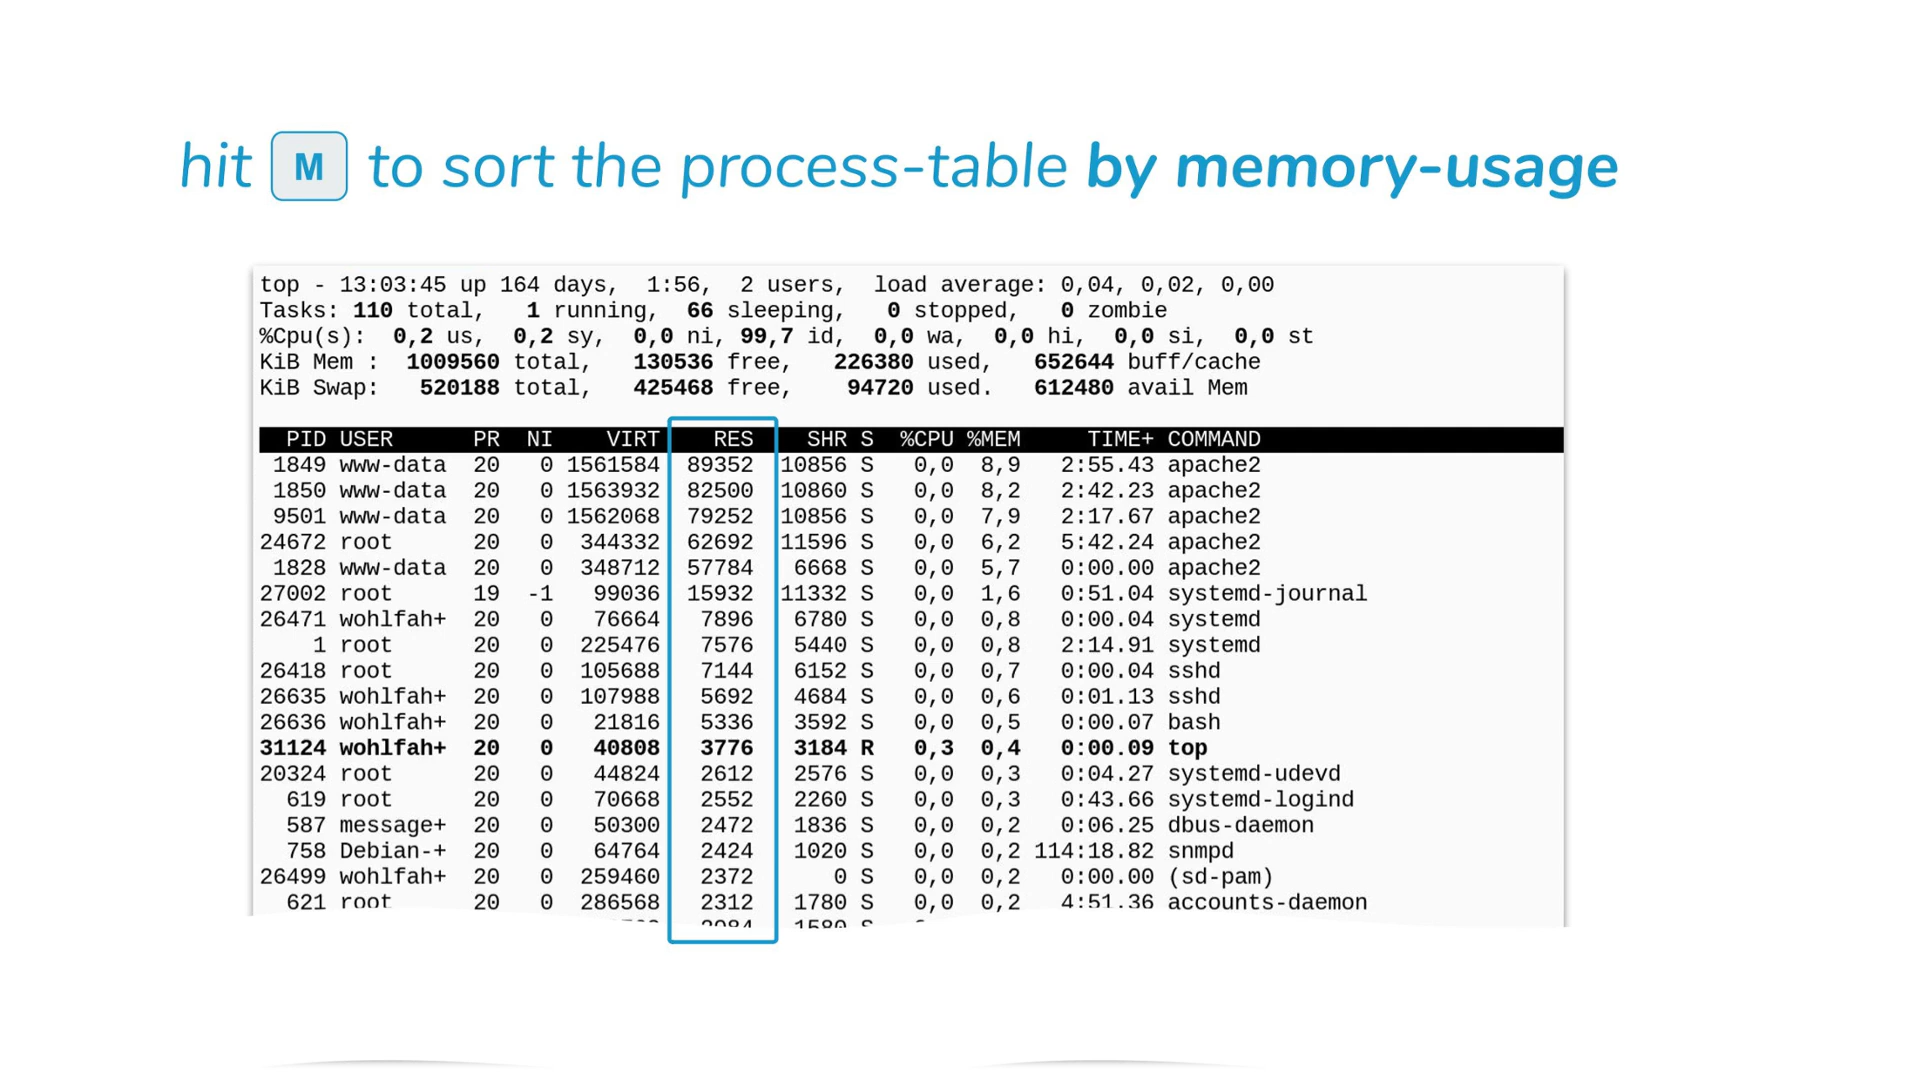 hit M to sort the process-table by memory-usage
top - 13:03:45 up 164 days,  1:56,  2 users,  load average: 0,04, 0,02, 0,00
Tasks: 110 total,   1 running,  66 sleeping,   0 stopped,   0 zombie
%Cpu(s):  0,2 us,  0,2 sy,  0,0 ni, 99,7 id,  0,0 wa,  0,0 hi,  0,0 si,  0,0 st
KiB Mem :  1009560 total,   130536 free,   226380 used,   652644 buff/cache
KiB Swap:   520188 total,   425468 free,    94720 used.   612480 avail Mem
PID USER      PR  NI    VIRT    RES    SHR S  %CPU %MEM     TIME+ COMMAND
1849 www-data  20   0 1561584  89352  10856 S   0,0  8,9   2:55.43 apache2
1850 www-data  20   0 1563932  82500  10860 S   0,0  8,2   2:42.23 apache2
9501 www-data  20   0 1562068  79252  10856 S   0,0  7,9   2:17.67 apache2
24672 root      20   0  344332  62692  11596 S   0,0  6,2   5:42.24 apache2
1828 www-data  20   0  348712  57784   6668 S   0,0  5,7   0:00.00 apache2
27002 root      19  -1   99036  15932  11332 S   0,0  1,6   0:51.04 systemd-journal
26471 wohlfah+  20   0   76664   7896   6780 S   0,0  0,8   0:00.04 systemd
1 root      20   0  225476   7576   5440 S   0,0  0,8   2:14.91 systemd
26418 root      20   0  105688   7144   6152 S   0,0  0,7   0:00.04 sshd
26635 wohlfah+  20   0  107988   5692   4684 S   0,0  0,6   0:01.13 sshd
26636 wohlfah+  20   0   21816   5336   3592 S   0,0  0,5   0:00.07 bash
31124 wohlfah+  20   0   40808   3776   3184 R   0,3  0,4   0:00.09 top
20324 root      20   0   44824   2612   2576 S   0,0  0,3   0:04.27 systemd-udevd
619 root      20   0   70668   2552   2260 S   0,0  0,3   0:43.66 systemd-logind
587 message+  20   0   50300   2472   1836 S   0,0  0,2   0:06.25 dbus-daemon
758 Debian-+  20   0   64764   2424   1020 S   0,0  0,2 114:18.82 snmpd
26499 wohlfah+  20   0  259460   2372      0 S   0,0  0,2   0:00.00 (sd-pam)
621 root      20   0  286568   2312   1780 S   0,0  0,2   4:51.36 accounts-daemon